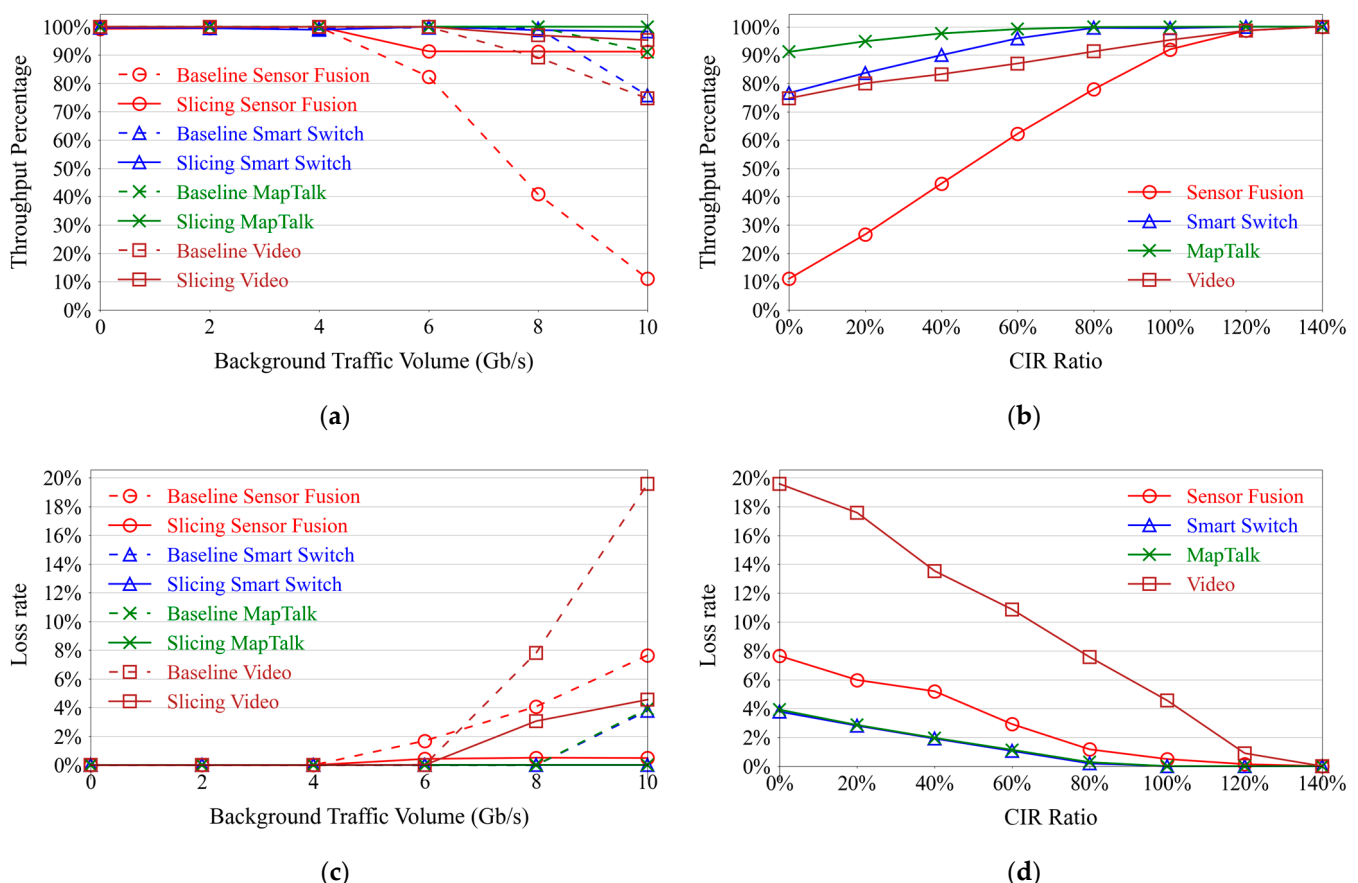 100%
90%
80%
70%
60%
50%
40%
30%
20%
10%
0%
Throughput Percentage
Baseline Sensor Fusion
Slicing Sensor Fusion
Baseline Smart Switch
Slicing Smart Switch
Baseline MapTalk
Slicing MapTalk
Baseline Video
Slicing Video
0 2 4 6 8 10
Background Traffic Volume (Gb/s)
(a)
100%
90%
80%
70%
60%
50%
40%
30%
20%
10%
0%
Throughput Percentage
Sensor Fusion
Smart Switch
MapTalk
Video
0% 20% 40% 60% 80% 100% 120% 140%
CIR Ratio
(b)
20%
18%
16%
14%
12%
10%
8%
6%
4%
2%
0%
Loss rate
Baseline Sensor Fusion
Slicing Sensor Fusion
Baseline Smart Switch
Slicing Smart Switch
Baseline MapTalk
Slicing MapTalk
Baseline Video
Slicing Video
0 2 4 6 8 10
Background Traffic Volume (Gb/s)
(c)
20%
18%
16%
14%
12%
10%
8%
6%
4%
2%
0%
Loss rate
Sensor Fusion
Smart Switch
MapTalk
Video
0% 20% 40% 60% 80% 100% 120% 140%
CIR Ratio
(d)